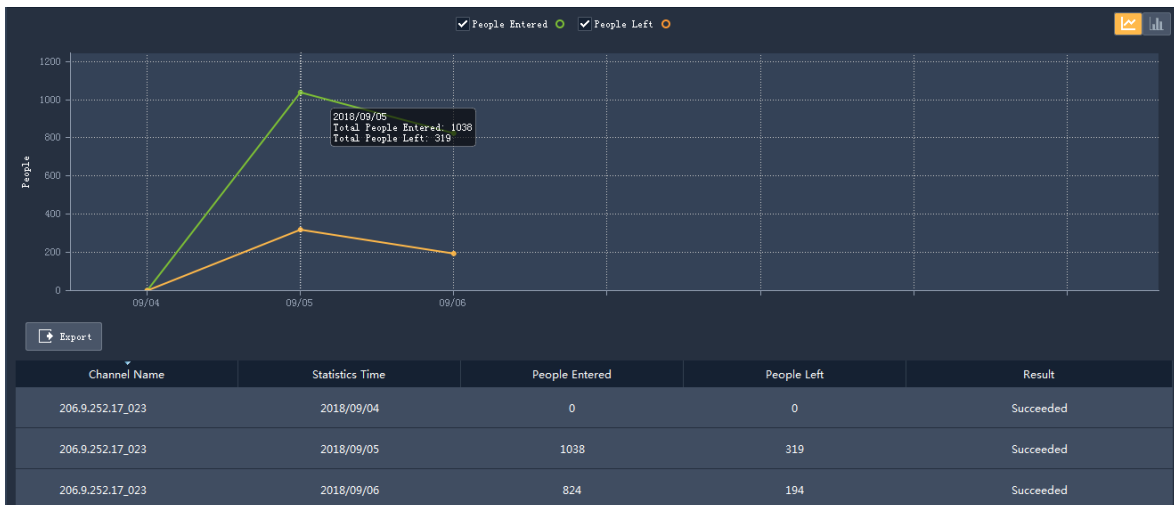 People Entered People Left
1200
1000
800
600
400
200
0
People
2018/09/05
Total People Entered: 1038
Total People Left: 319
09/04 09/05 09/06
Export
Channel Name Statistics Time People Entered People Left Result
206.9.252.17_023 2018/09/04 0 0 Succeeded
206.9.252.17_023 2018/09/05 1038 319 Succeeded
206.9.252.17_023 2018/09/06 824 194 Succeeded